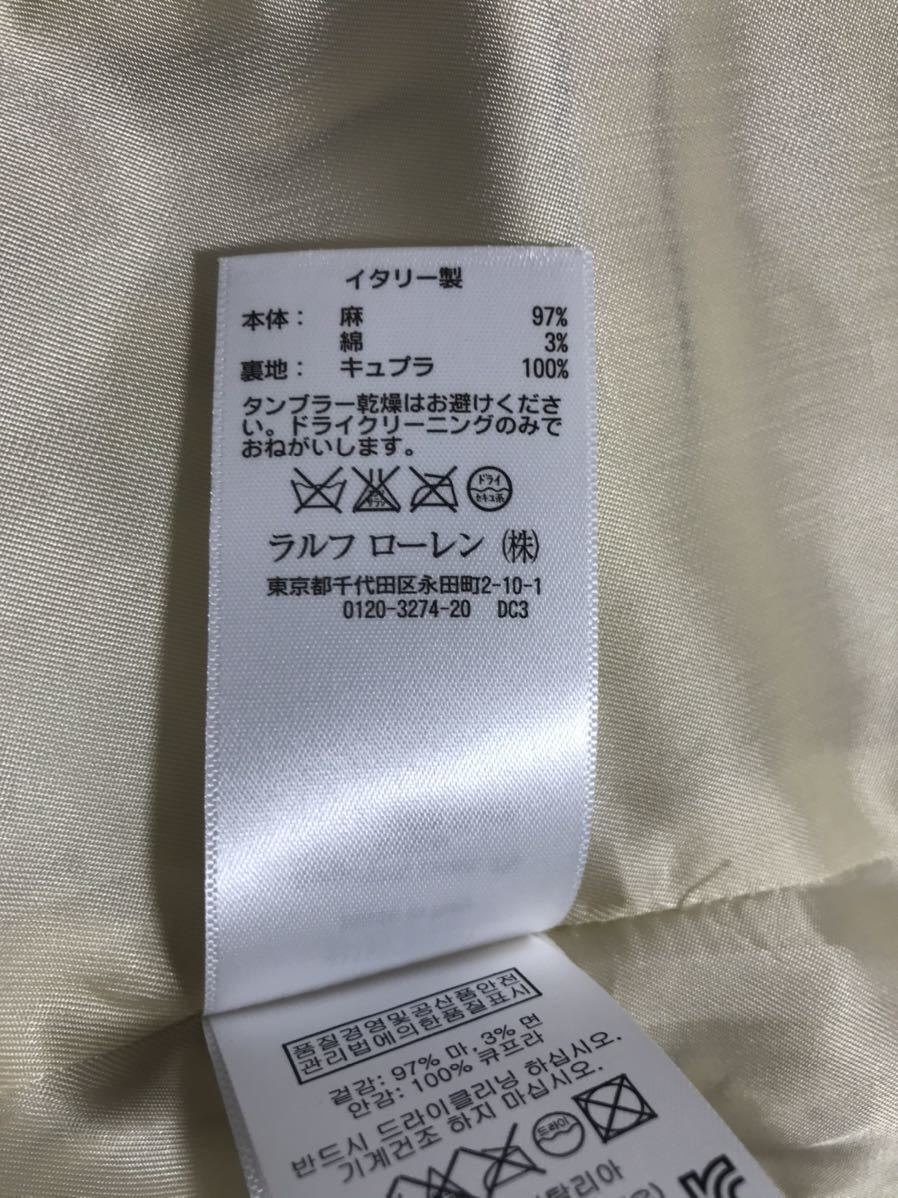 イタリー製
本体： 麻 97%
綿 3%
裏地： キュプラ 100%
タンブラー乾燥はお避けくださ
い。ドライクリーニングのみで
おねがいします。
ドライ
セキユ系
ラルフ ローレン ㈱
東京都千代田区永田町2-10-1
0120-3274-20 DC3
품질경영및공산품안전
관리법에의한품질표시
겉감: 97% 마, 3% 면
안감: 100% 큐프라
반드시 드라이클리닝 하십시오.
기계건조 하지 마십시오.
드라이